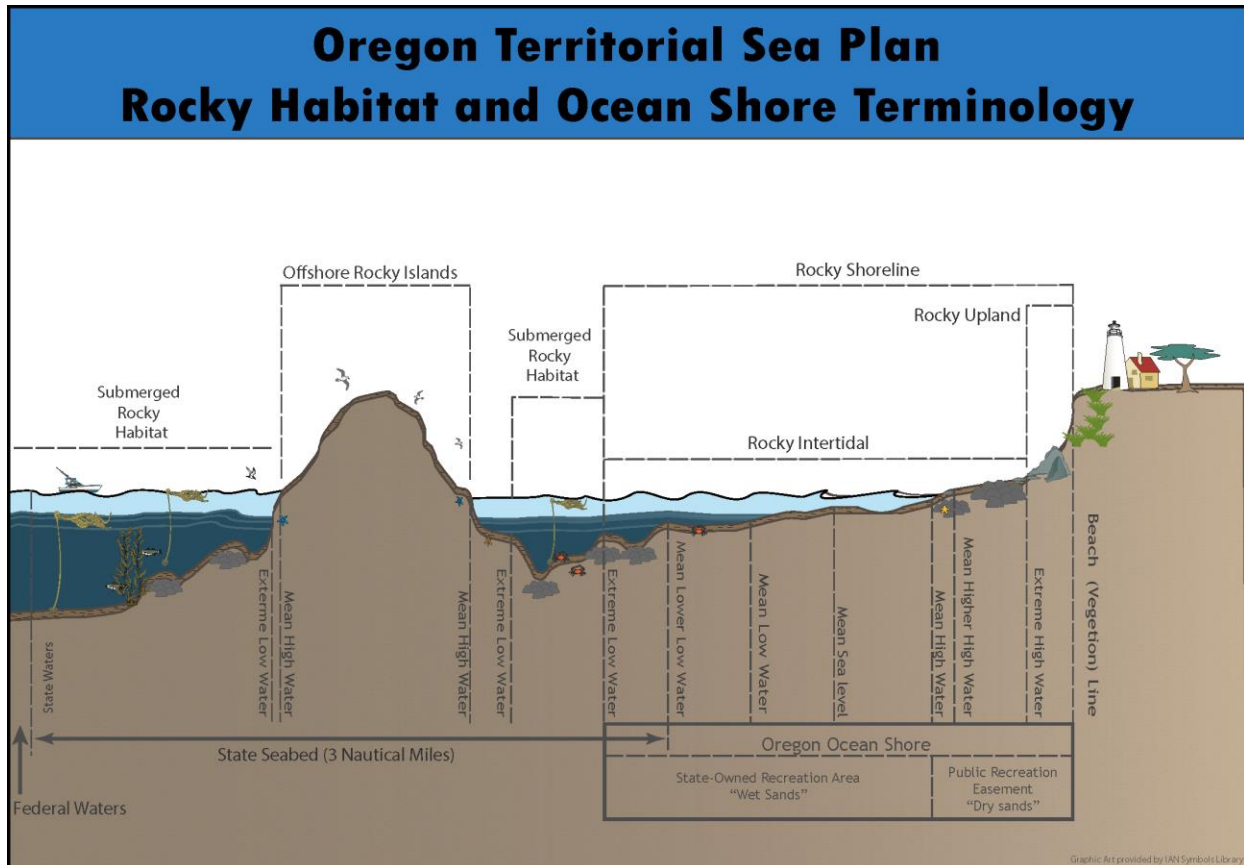 Oregon Territorial Sea Plan
Rocky Habitat and Ocean Shore Terminology
Offshore Rocky Islands
Rocky Shoreline
Rocky Upland
Submerged
Rocky
Habitat
Submerged
Rocky
Habitat
Rocky Intertidal
State Waters
Exterme Low Water
Mean High Water
Mean High Water
Extreme Low Water
Extreme Low Water
Mean Lower Low Water
Mean Low Water
Mean Sea level
Mean High Water
Mean Higher High Water
Extreme High Water
Beach (Vegetion) Line
State Seabed (3 Nautical Miles)
Federal Waters
Oregon Ocean Shore
State-Owned Recreation Area
“Wet Sands”
Public Recreation
Easement
“Dry sands”
Graphic Art provided by IAN Symbols Library